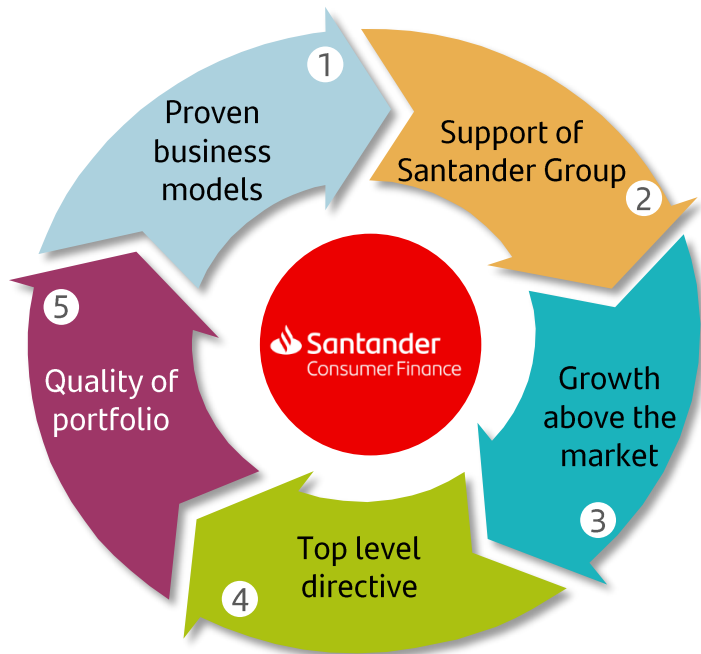 1
Proven
business
models
Support of
Santander Group
2
Growth
above the
market
3
Top level
directive
4
5
Quality of
portfolio
Santander
Consumer Finance